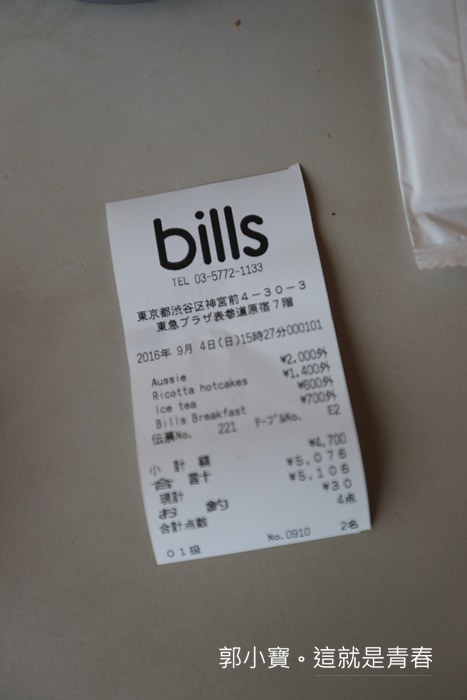 bills
TEL 03-5772-1133
東京都渋谷区神宮前4-30-3
東急プラザ表参道原宿7階
2016年 9月 4日(日)15時27分000101
Aussie ¥2,000外
Ricotta hotcakes ¥1,400外
Ice tea ¥600外
Bills Breakfast ¥700外
伝票No. 221 テーブルNo. E2
小計額 ¥4,700
合計 ¥5,076
現計 ¥5,106
お釣 ¥30
合計点数 4点
01扱 No.0910 2名
郭小寶。這就是青春